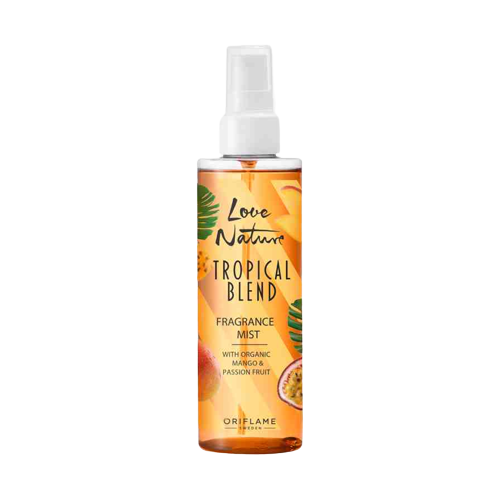 Love
Nature
TROPICAL
BLEND
FRAGRANCE
MIST
WITH ORGANIC
MANGO &
PASSION FRUIT
ORIFLAME
SWEDEN